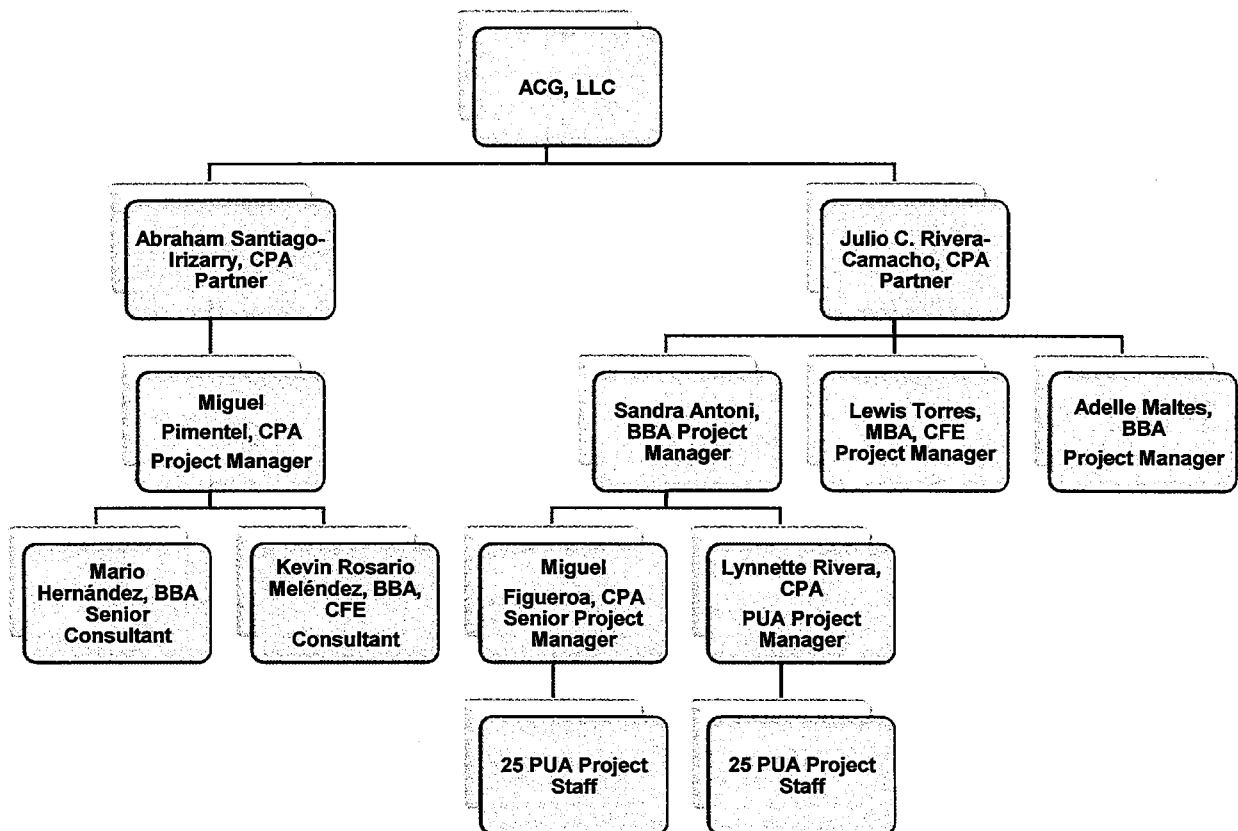 ACG, LLC
Abraham Santiago-
Irizarry, CPA
Partner
Julio C. Rivera-
Camacho, CPA
Partner
Miguel
Pimentel, CPA
Project Manager
Sandra Antoni,
BBA Project
Manager
Lewis Torres,
MBA, CFE
Project Manager
Adelle Maltes,
BBA
Project Manager
Mario
Hernández, BBA
Senior
Consultant
Kevin Rosario
Meléndez, BBA,
CFE
Consultant
Miguel
Figueroa, CPA
Senior Project
Manager
Lynnette Rivera,
CPA
PUA Project
Manager
25 PUA Project
Staff
25 PUA Project
Staff